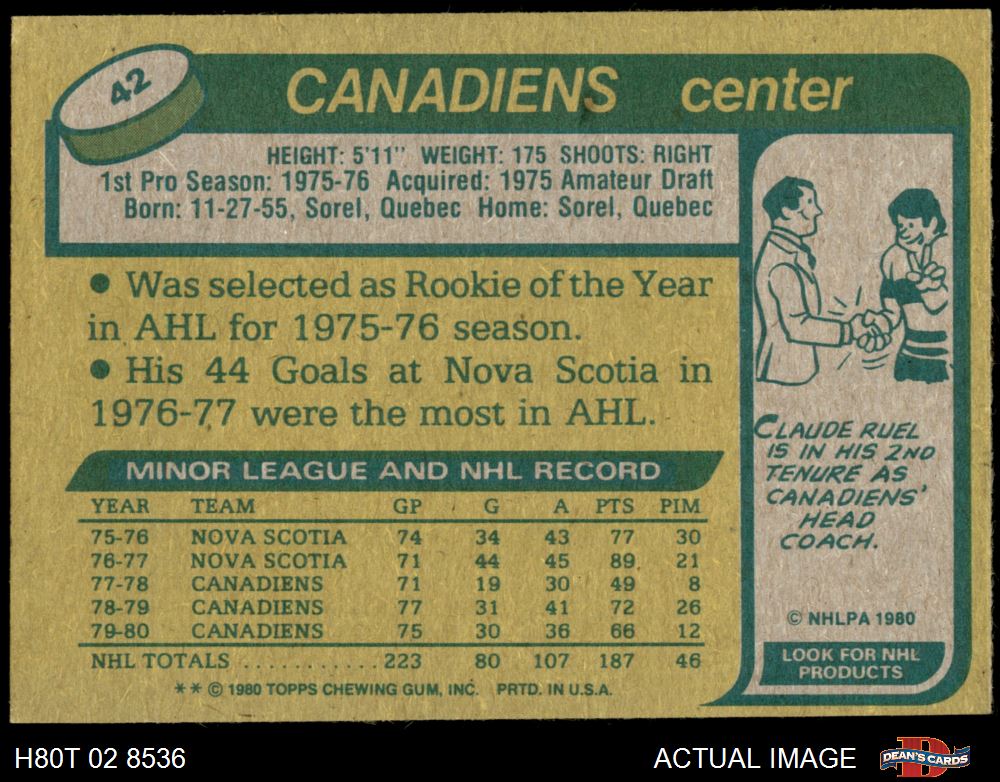 42
CANADIENS center
HEIGHT: 5'11" WEIGHT: 175 SHOOTS: RIGHT
1st Pro Season: 1975-76 Acquired: 1975 Amateur Draft
Born: 11-27-55, Sorel, Quebec Home: Sorel, Quebec
● Was selected as Rookie of the Year
in AHL for 1975-76 season.
● His 44 Goals at Nova Scotia in
1976-77 were the most in AHL.
MINOR LEAGUE AND NHL RECORD
YEAR TEAM GP G A PTS PIM
75-76 NOVA SCOTIA 74 34 43 77 30
76-77 NOVA SCOTIA 71 44 45 89 21
77-78 CANADIENS 71 19 30 49 8
78-79 CANADIENS 77 31 41 72 26
79-80 CANADIENS 75 30 36 66 12
NHL TOTALS ........... 223 80 107 187 46
** © 1980 TOPPS CHEWING GUM, INC. PRTD. IN U.S.A.
CLAUDE RUEL
IS IN HIS 2ND
TENURE AS
CANADIENS'
HEAD
COACH.
© NHLPA 1980
LOOK FOR NHL
PRODUCTS
H80T 02 8536
ACTUAL IMAGE
DEAN'S CARDS